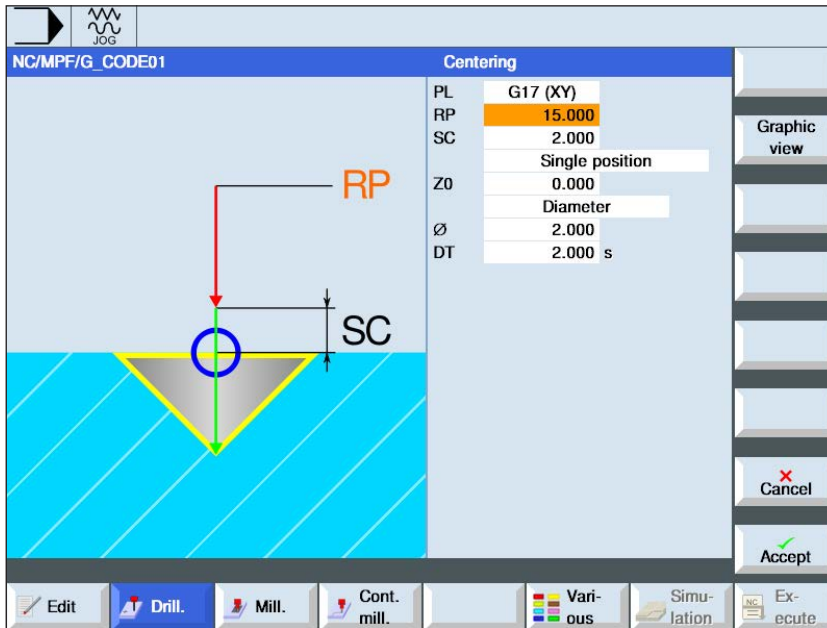 JOG
NC/MPF/G_CODE01
Centering
PL G17 (XY)
RP 15.000
SC 2.000
Single position
Z0 0.000
Diameter
Ø 2.000
DT 2.000 s
RP
SC
Graphic
view
Cancel
Accept
Edit
Drill.
Mill.
Cont.
mill.
Vari-
ous
Simu-
lation
NC
Ex-
ecute